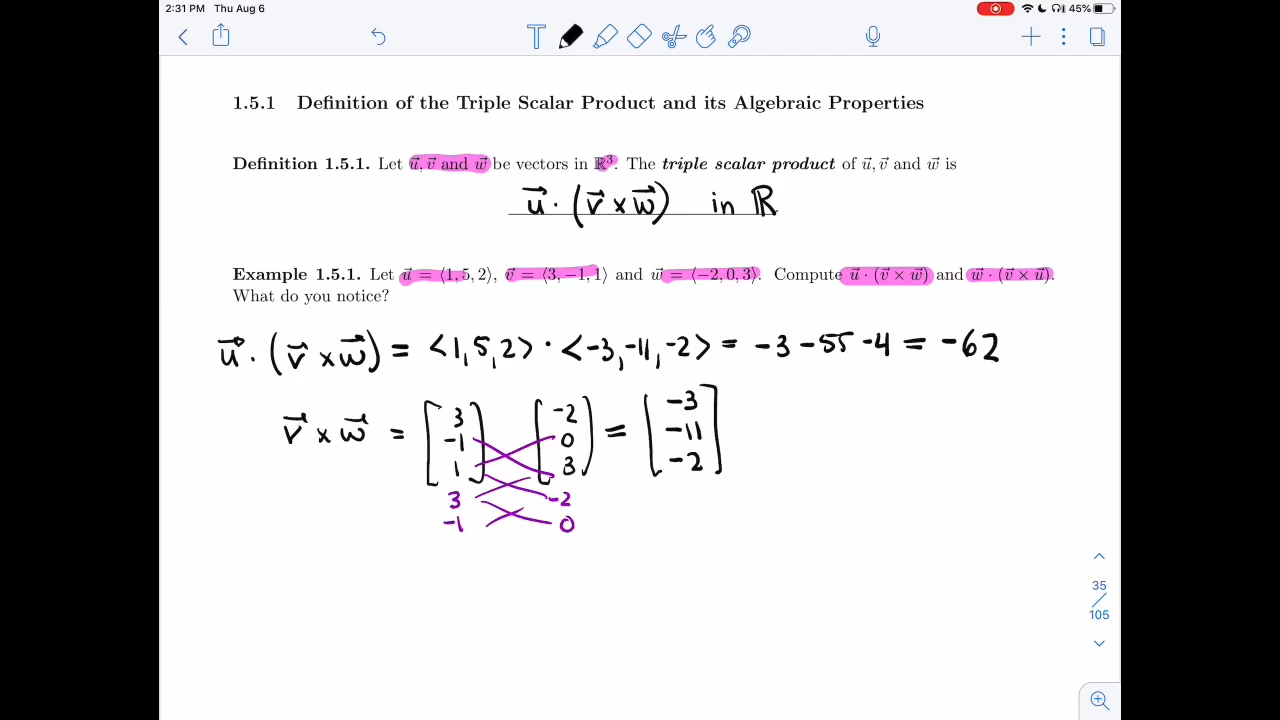 2:31 PM Thu Aug 6 45%
1.5.1 Definition of the Triple Scalar Product and its Algebraic Properties
Definition 1.5.1. Let u⃗, v⃗ and w⃗ be vectors in ℝ³. The triple scalar product of u⃗, v⃗ and w⃗ is
u⃗ · (v⃗ × w⃗) in ℝ
Example 1.5.1. Let u⃗ = ⟨1, 5, 2⟩, v⃗ = ⟨3, −1, 1⟩ and w⃗ = ⟨−2, 0, 3⟩. Compute u⃗ · (v⃗ × w⃗) and w⃗ · (v⃗ × u⃗).
What do you notice?
u⃗ · (v⃗ × w⃗) = <1, 5, 2> · <-3, -11, -2> = -3 - 55 - 4 = -62
3 -2 -3
v⃗ × w⃗ = -1 0 = -11
1 3 -2
3 -2
-1 0
35
105